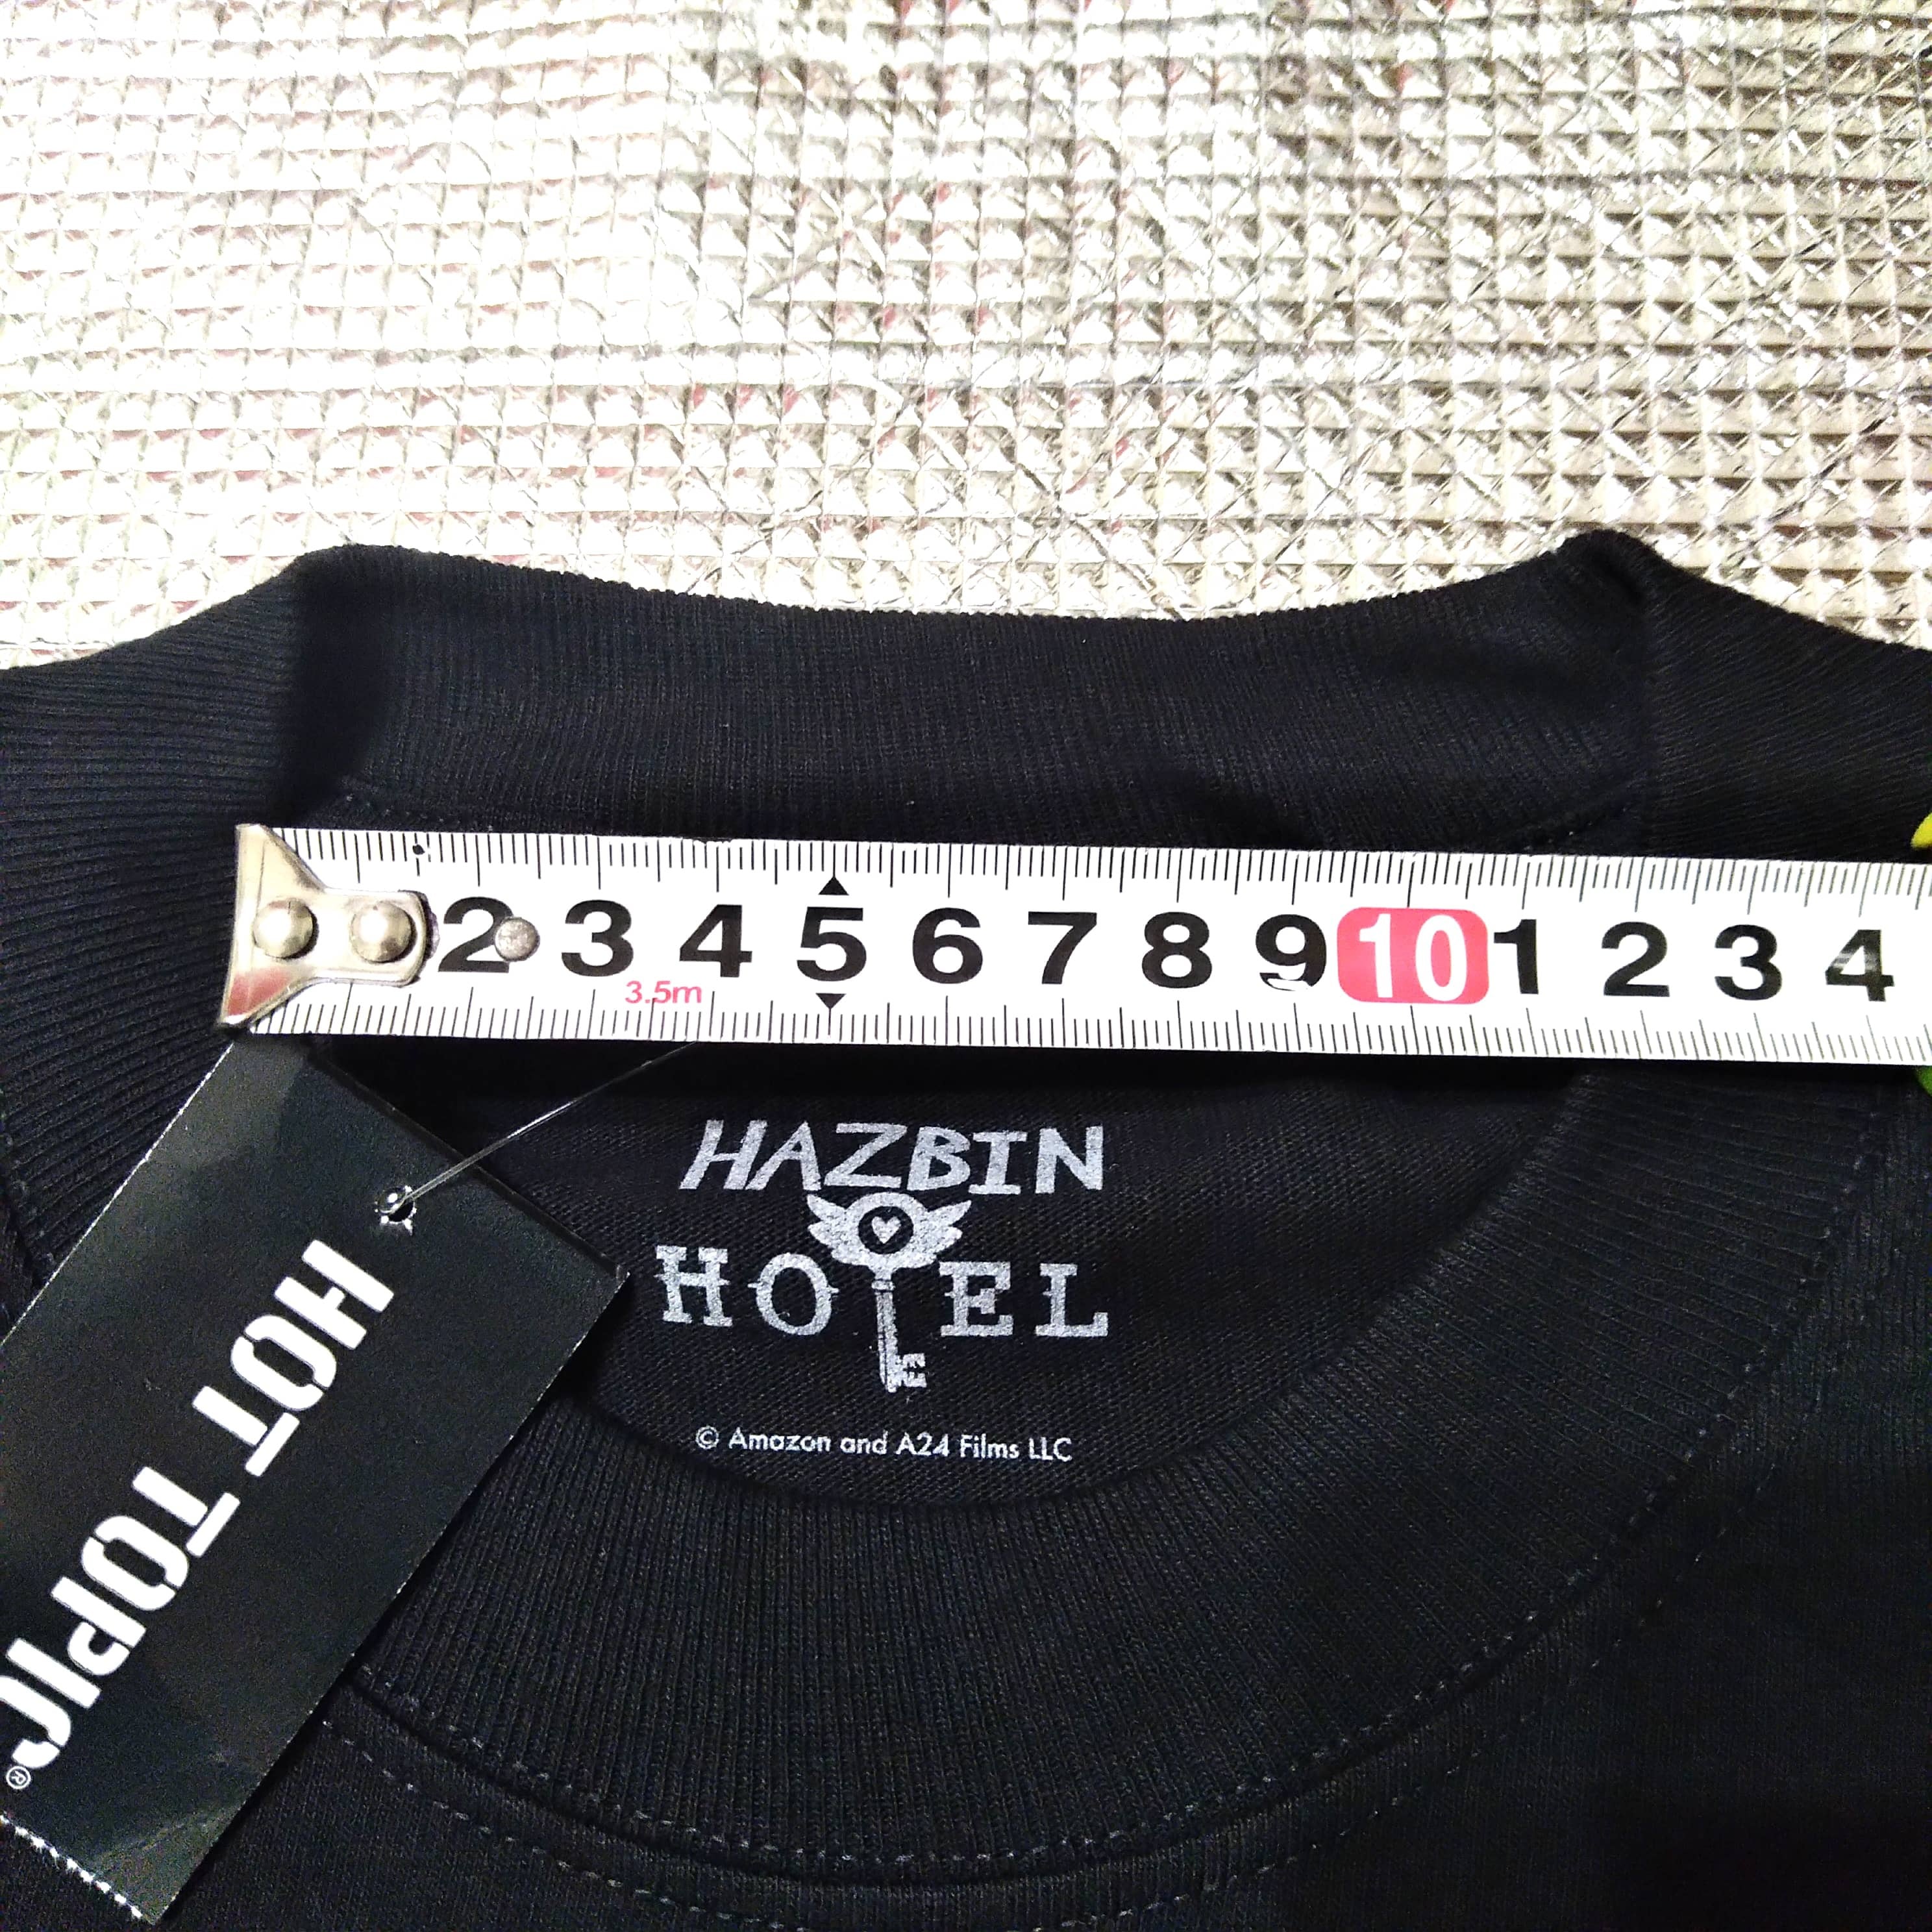 2 3 4 5 6 7 8 9 10 1 2 3 4
3.5m
HAZBIN
HOTEL
© Amazon and A24 Films LLC
HOT TOPIC®